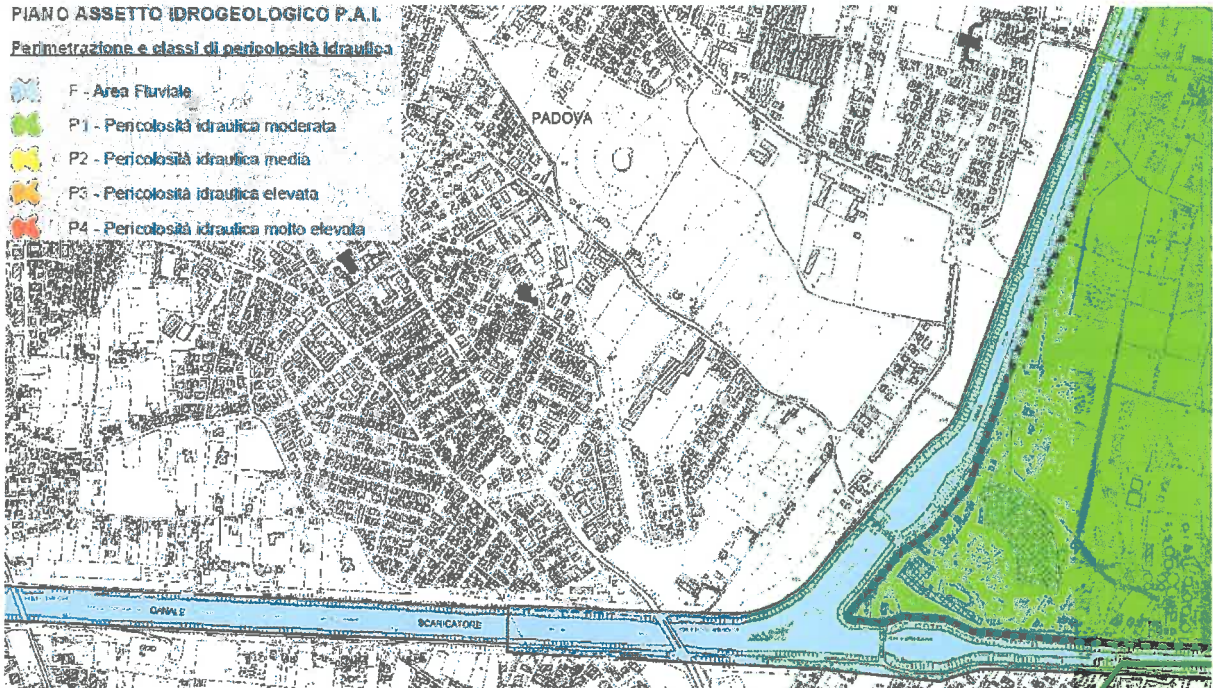 PIANO ASSETTO IDROGEOLOGICO P.A.I.
Perimetrazione e classi di pericolosità idraulica
F - Area Fluviale
P1 - Pericolosità idraulica moderata
P2 - Pericolosità idraulica media
P3 - Pericolosità idraulica elevata
P4 - Pericolosità idraulica molto elevata
PADOVA
CANALE
SCARICATORE